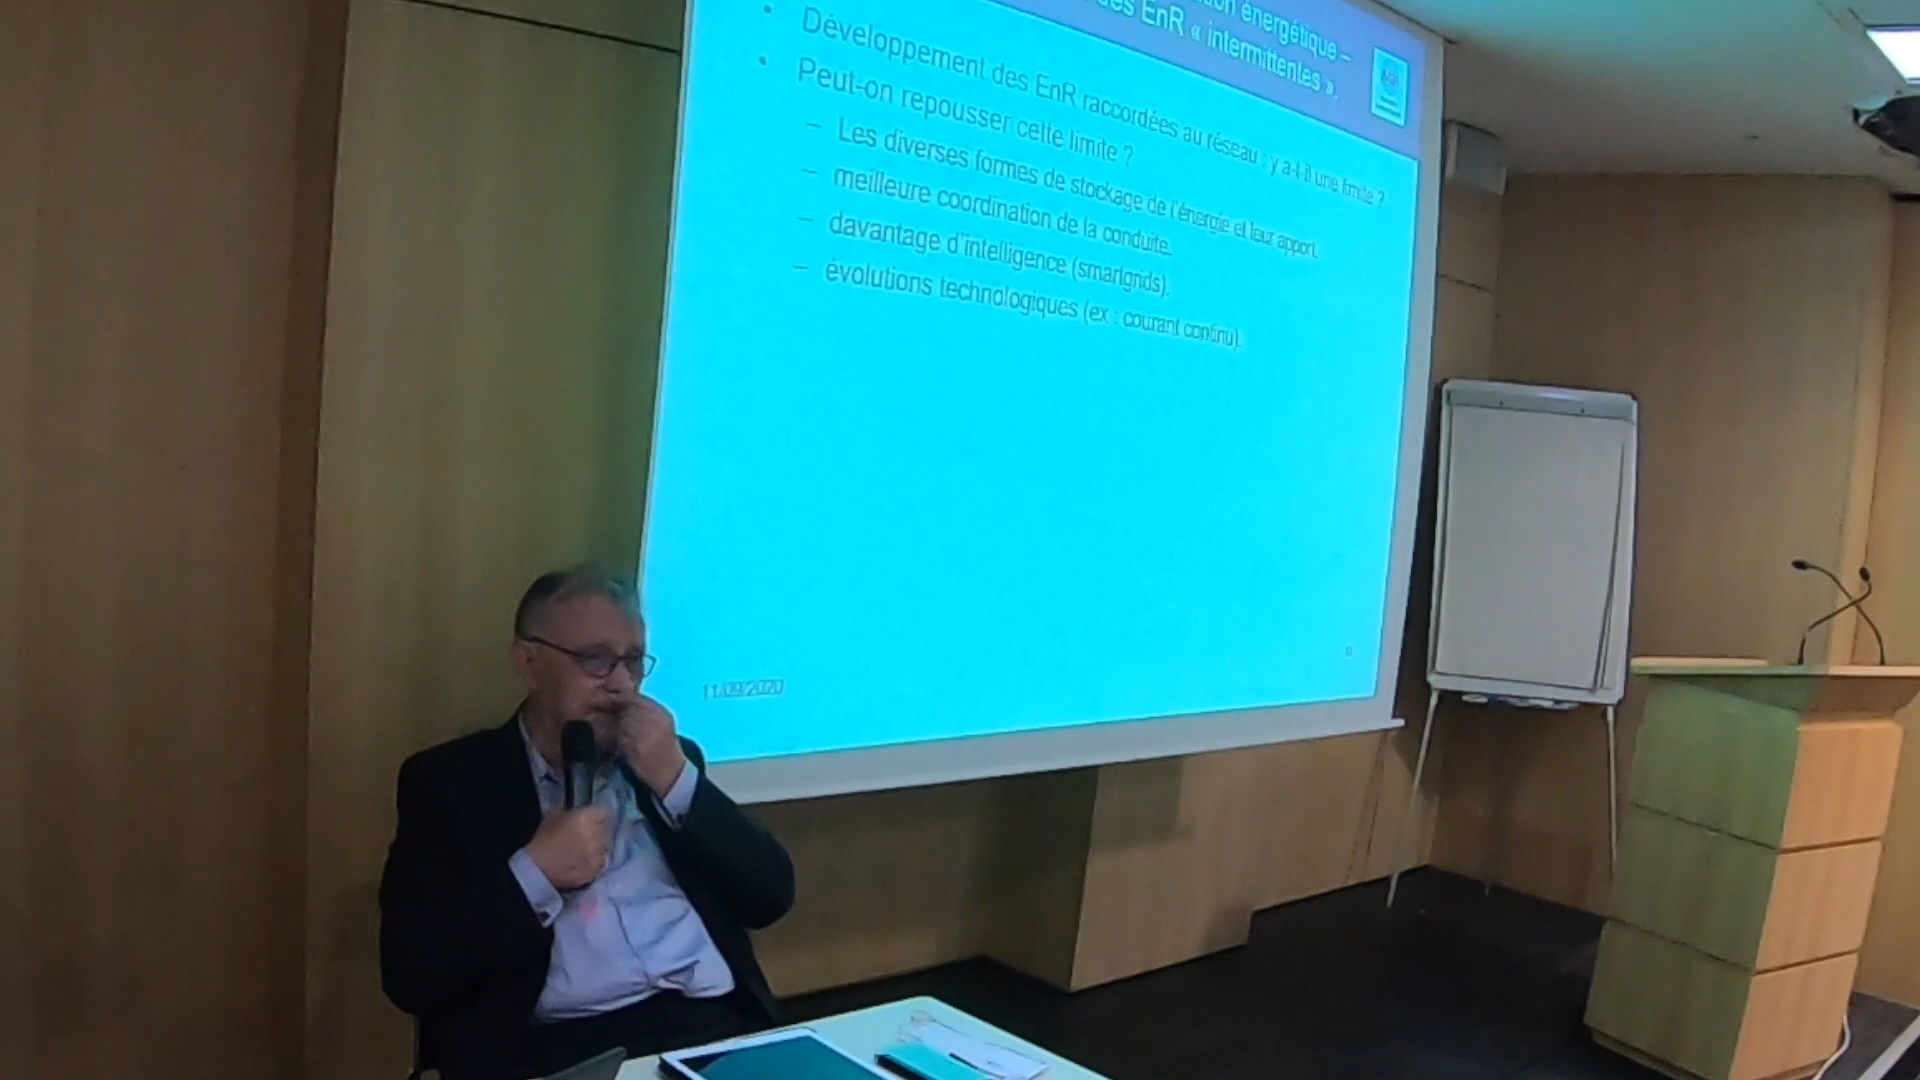 énergétique –
des EnR « intermittentes ».
• Développement des EnR raccordées au réseau : y a-t-il une limite ?
• Peut-on repousser cette limite ?
– Les diverses formes de stockage de l'énergie et leur apport.
– meilleure coordination de la conduite.
– davantage d'intelligence (smartgrids).
– évolutions technologiques (ex : courant continu).
11/09/2020